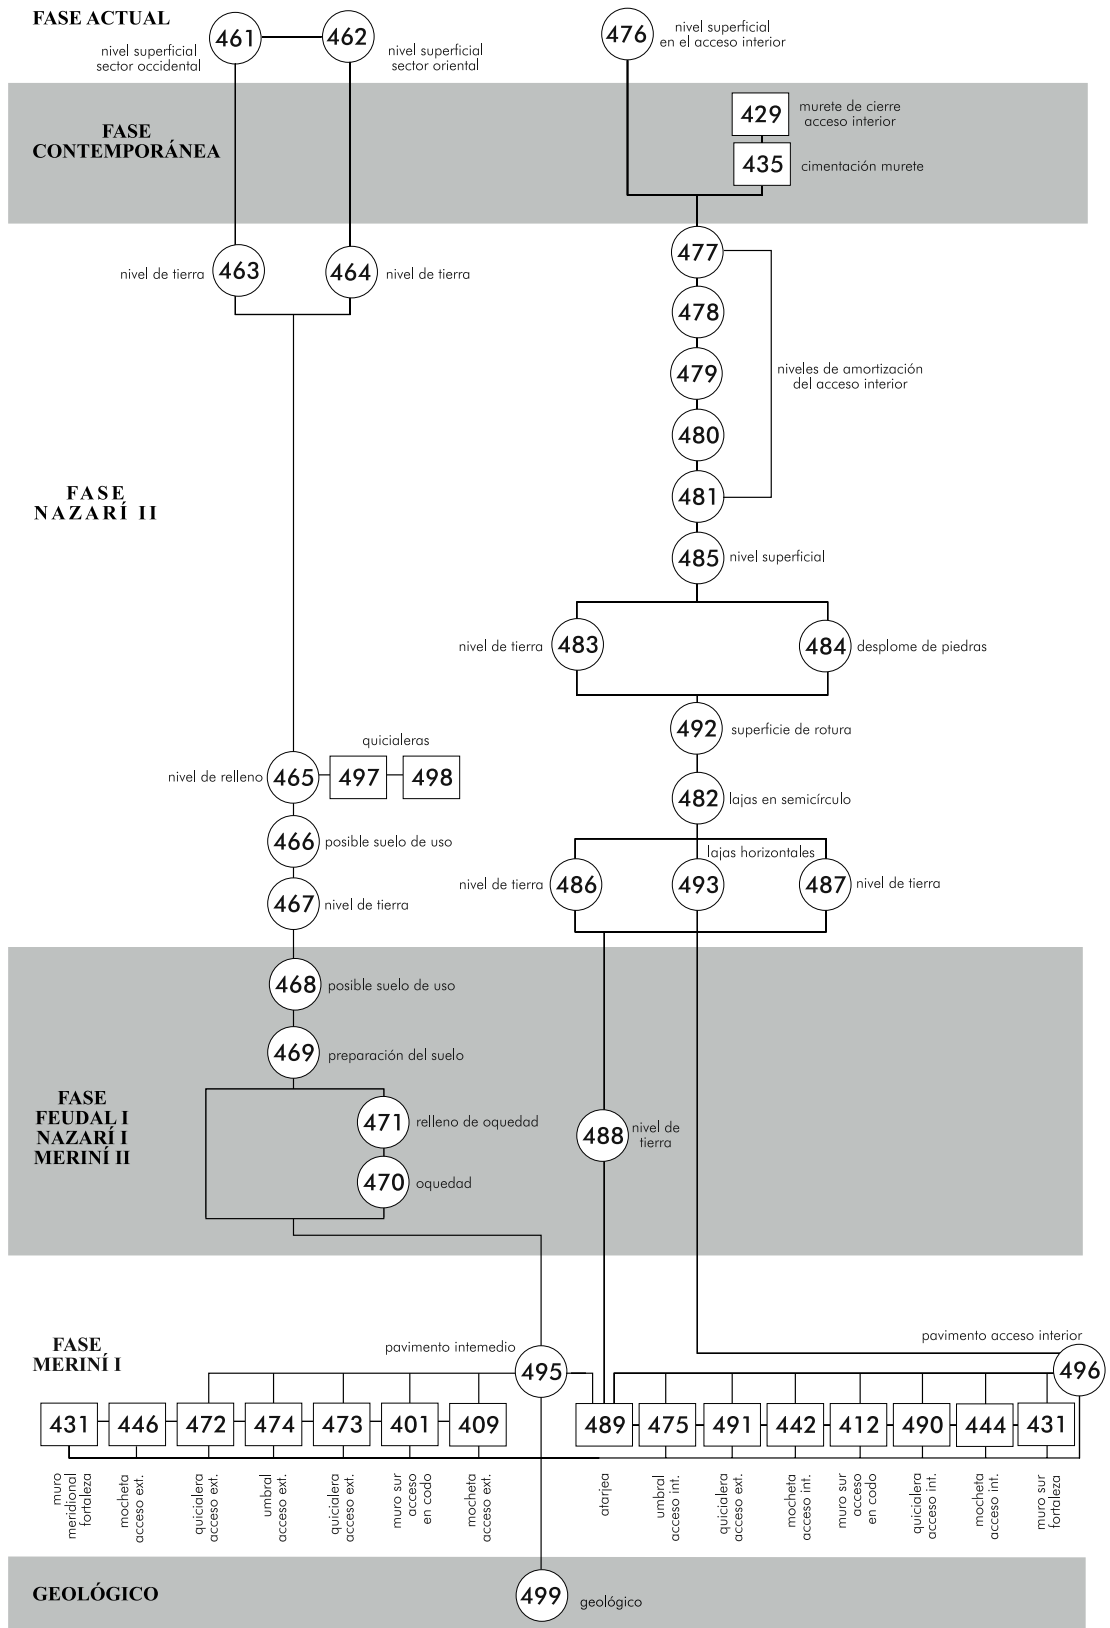 FASE ACTUAL
461
462
nivel superficial
sector occidental
nivel superficial
sector oriental
476
nivel superficial
en el acceso interior
FASE
CONTEMPORÁNEA
429
murete de cierre
acceso interior
435
cimentación murete
nivel de tierra
463
464
nivel de tierra
477
478
479
480
481
niveles de amortización
del acceso interior
FASE
NAZARÍ II
485
nivel superficial
nivel de tierra
483
484
desplome de piedras
492
superficie de rotura
quicialeras
nivel de relleno
465
497
498
482
lajas en semicírculo
466
posible suelo de uso
lajas horizontales
nivel de tierra
486
493
487
nivel de tierra
467
nivel de tierra
468
posible suelo de uso
469
preparación del suelo
FASE
FEUDAL I
NAZARÍ I
MERINÍ II
471
relleno de oquedad
470
oquedad
488
nivel de
tierra
FASE
MERINÍ I
pavimento intemedio
495
pavimento acceso interior
496
431
446
472
474
473
401
409
489
475
491
442
412
490
444
431
muro
meridional
fortaleza
mocheta
acceso ext.
quicialera
acceso ext.
umbral
acceso ext.
quicialera
acceso ext.
muro sur
acceso
en codo
mocheta
acceso ext.
atarjea
umbral
acceso int.
quicialera
acceso ext.
mocheta
acceso int.
muro sur
acceso
en codo
quicialera
acceso int.
mocheta
acceso int.
muro sur
fortaleza
GEOLÓGICO
499
geológico